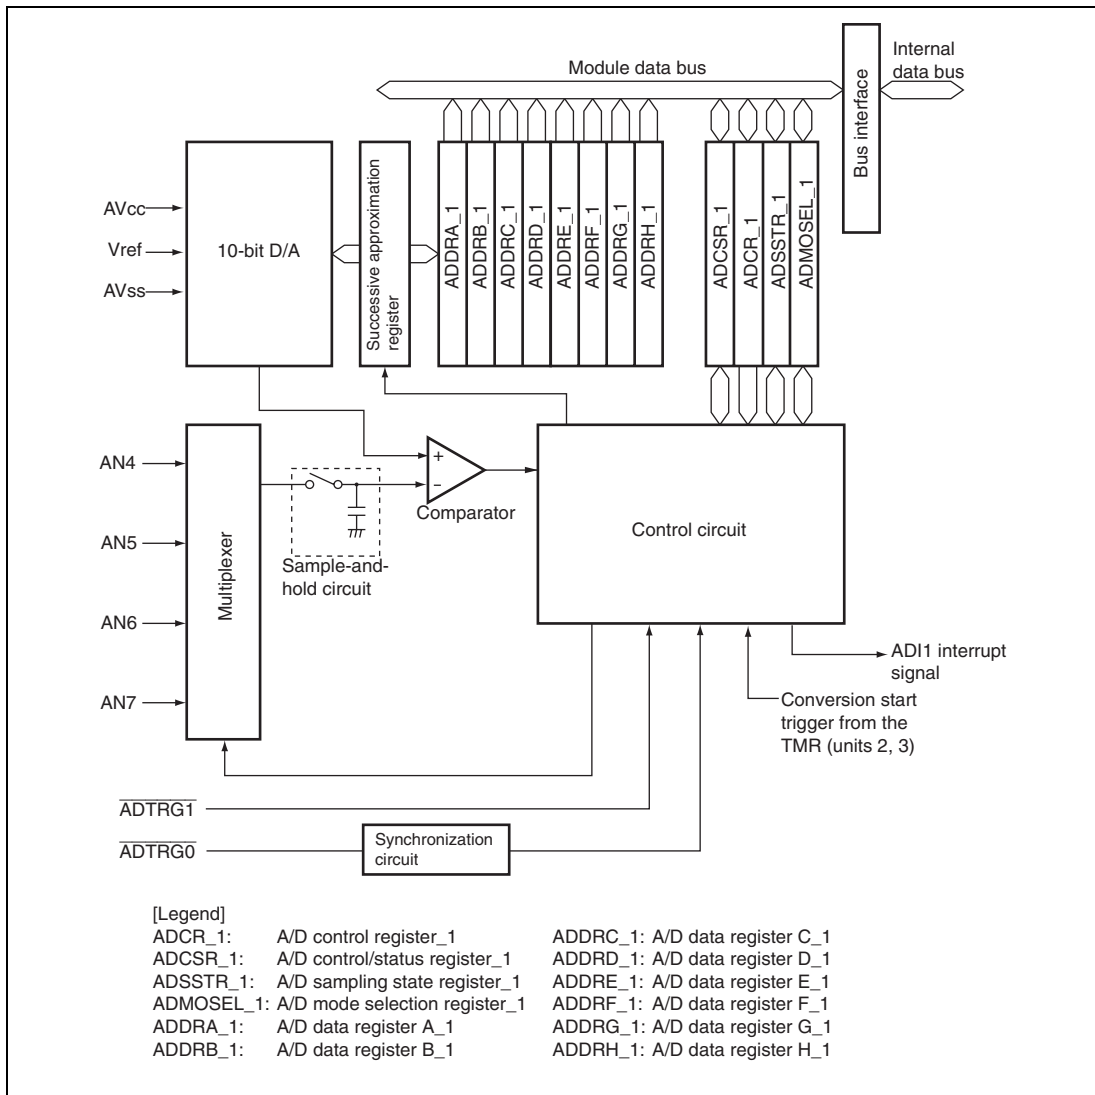 Module data bus
Internal
data bus
Bus interface
AVcc
Vref
AVss
10-bit D/A
Successive approximation
register
ADDRA_1
ADDRB_1
ADDRC_1
ADDRD_1
ADDRE_1
ADDRF_1
ADDRG_1
ADDRH_1
ADCSR_1
ADCR_1
ADSSTR_1
ADMOSEL_1
AN4
AN5
AN6
AN7
Multiplexer
+
−
Comparator
Sample-and-
hold circuit
Control circuit
ADI1 interrupt
signal
Conversion start
trigger from the
TMR (units 2, 3)
ADTRG1
ADTRG0
Synchronization
circuit
[Legend]
ADCR_1: A/D control register_1
ADCSR_1: A/D control/status register_1
ADSSTR_1: A/D sampling state register_1
ADMOSEL_1: A/D mode selection register_1
ADDRA_1: A/D data register A_1
ADDRB_1: A/D data register B_1
ADDRC_1: A/D data register C_1
ADDRD_1: A/D data register D_1
ADDRE_1: A/D data register E_1
ADDRF_1: A/D data register F_1
ADDRG_1: A/D data register G_1
ADDRH_1: A/D data register H_1